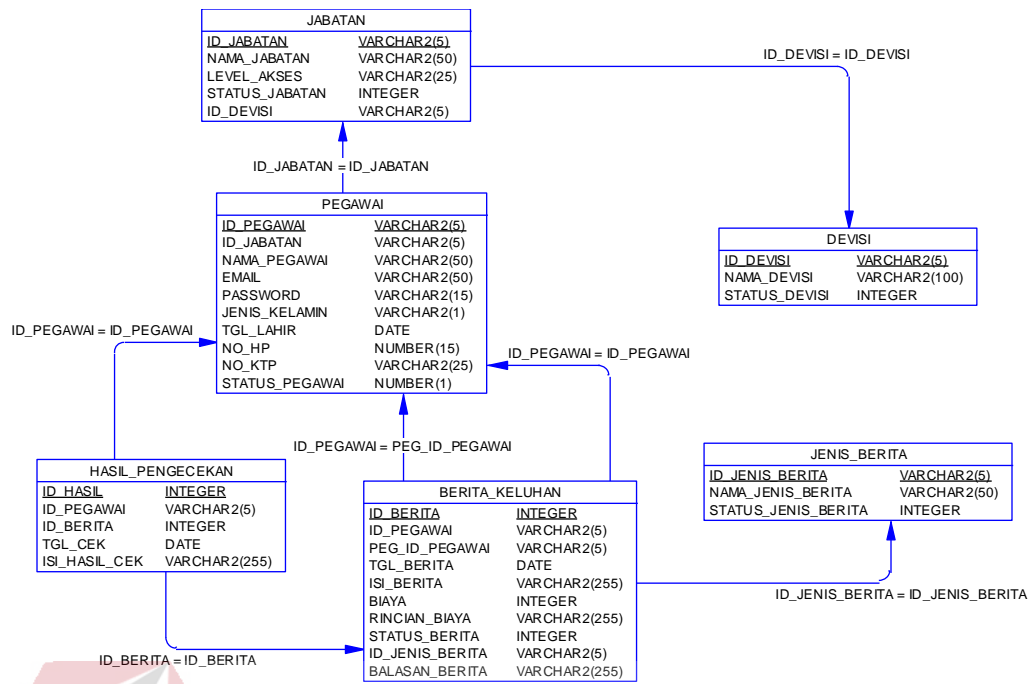 JABATAN
ID_JABATAN VARCHAR2(5)
NAMA_JABATAN VARCHAR2(50)
LEVEL_AKSES VARCHAR2(25)
STATUS_JABATAN INTEGER
ID_DEVISI VARCHAR2(5)
ID_DEVISI = ID_DEVISI
ID_JABATAN = ID_JABATAN
PEGAWAI
ID_PEGAWAI VARCHAR2(5)
ID_JABATAN VARCHAR2(5)
NAMA_PEGAWAI VARCHAR2(50)
EMAIL VARCHAR2(50)
PASSWORD VARCHAR2(15)
JENIS_KELAMIN VARCHAR2(1)
TGL_LAHIR DATE
NO_HP NUMBER(15)
NO_KTP VARCHAR2(25)
STATUS_PEGAWAI NUMBER(1)
DEVISI
ID_DEVISI VARCHAR2(5)
NAMA_DEVISI VARCHAR2(100)
STATUS_DEVISI INTEGER
ID_PEGAWAI = ID_PEGAWAI
ID_PEGAWAI = ID_PEGAWAI
ID_PEGAWAI = PEG_ID_PEGAWAI
HASIL_PENGECEKAN
ID_HASIL INTEGER
ID_PEGAWAI VARCHAR2(5)
ID_BERITA INTEGER
TGL_CEK DATE
ISI_HASIL_CEK VARCHAR2(255)
BERITA_KELUHAN
ID_BERITA INTEGER
ID_PEGAWAI VARCHAR2(5)
PEG_ID_PEGAWAI VARCHAR2(5)
TGL_BERITA DATE
ISI_BERITA VARCHAR2(255)
BIAYA INTEGER
RINCIAN_BIAYA VARCHAR2(255)
STATUS_BERITA INTEGER
ID_JENIS_BERITA VARCHAR2(5)
BALASAN_BERITA VARCHAR2(255)
JENIS_BERITA
ID_JENIS_BERITA VARCHAR2(5)
NAMA_JENIS_BERITA VARCHAR2(50)
STATUS_JENIS_BERITA INTEGER
ID_JENIS_BERITA = ID_JENIS_BERITA
ID_BERITA = ID_BERITA